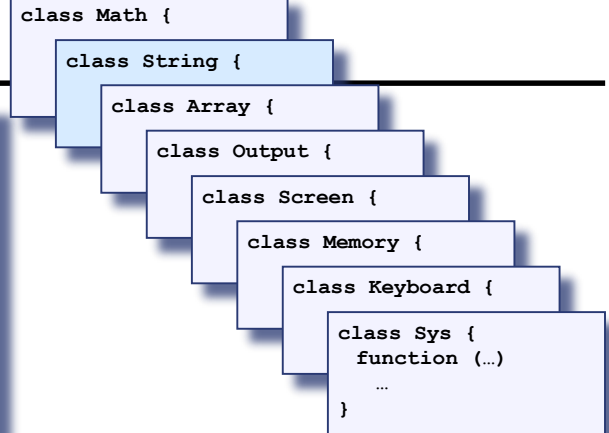 class Math {
class String {
class Array {
class Output {
class Screen {
class Memory {
class Keyboard {
class Sys {
function (…)
…
}